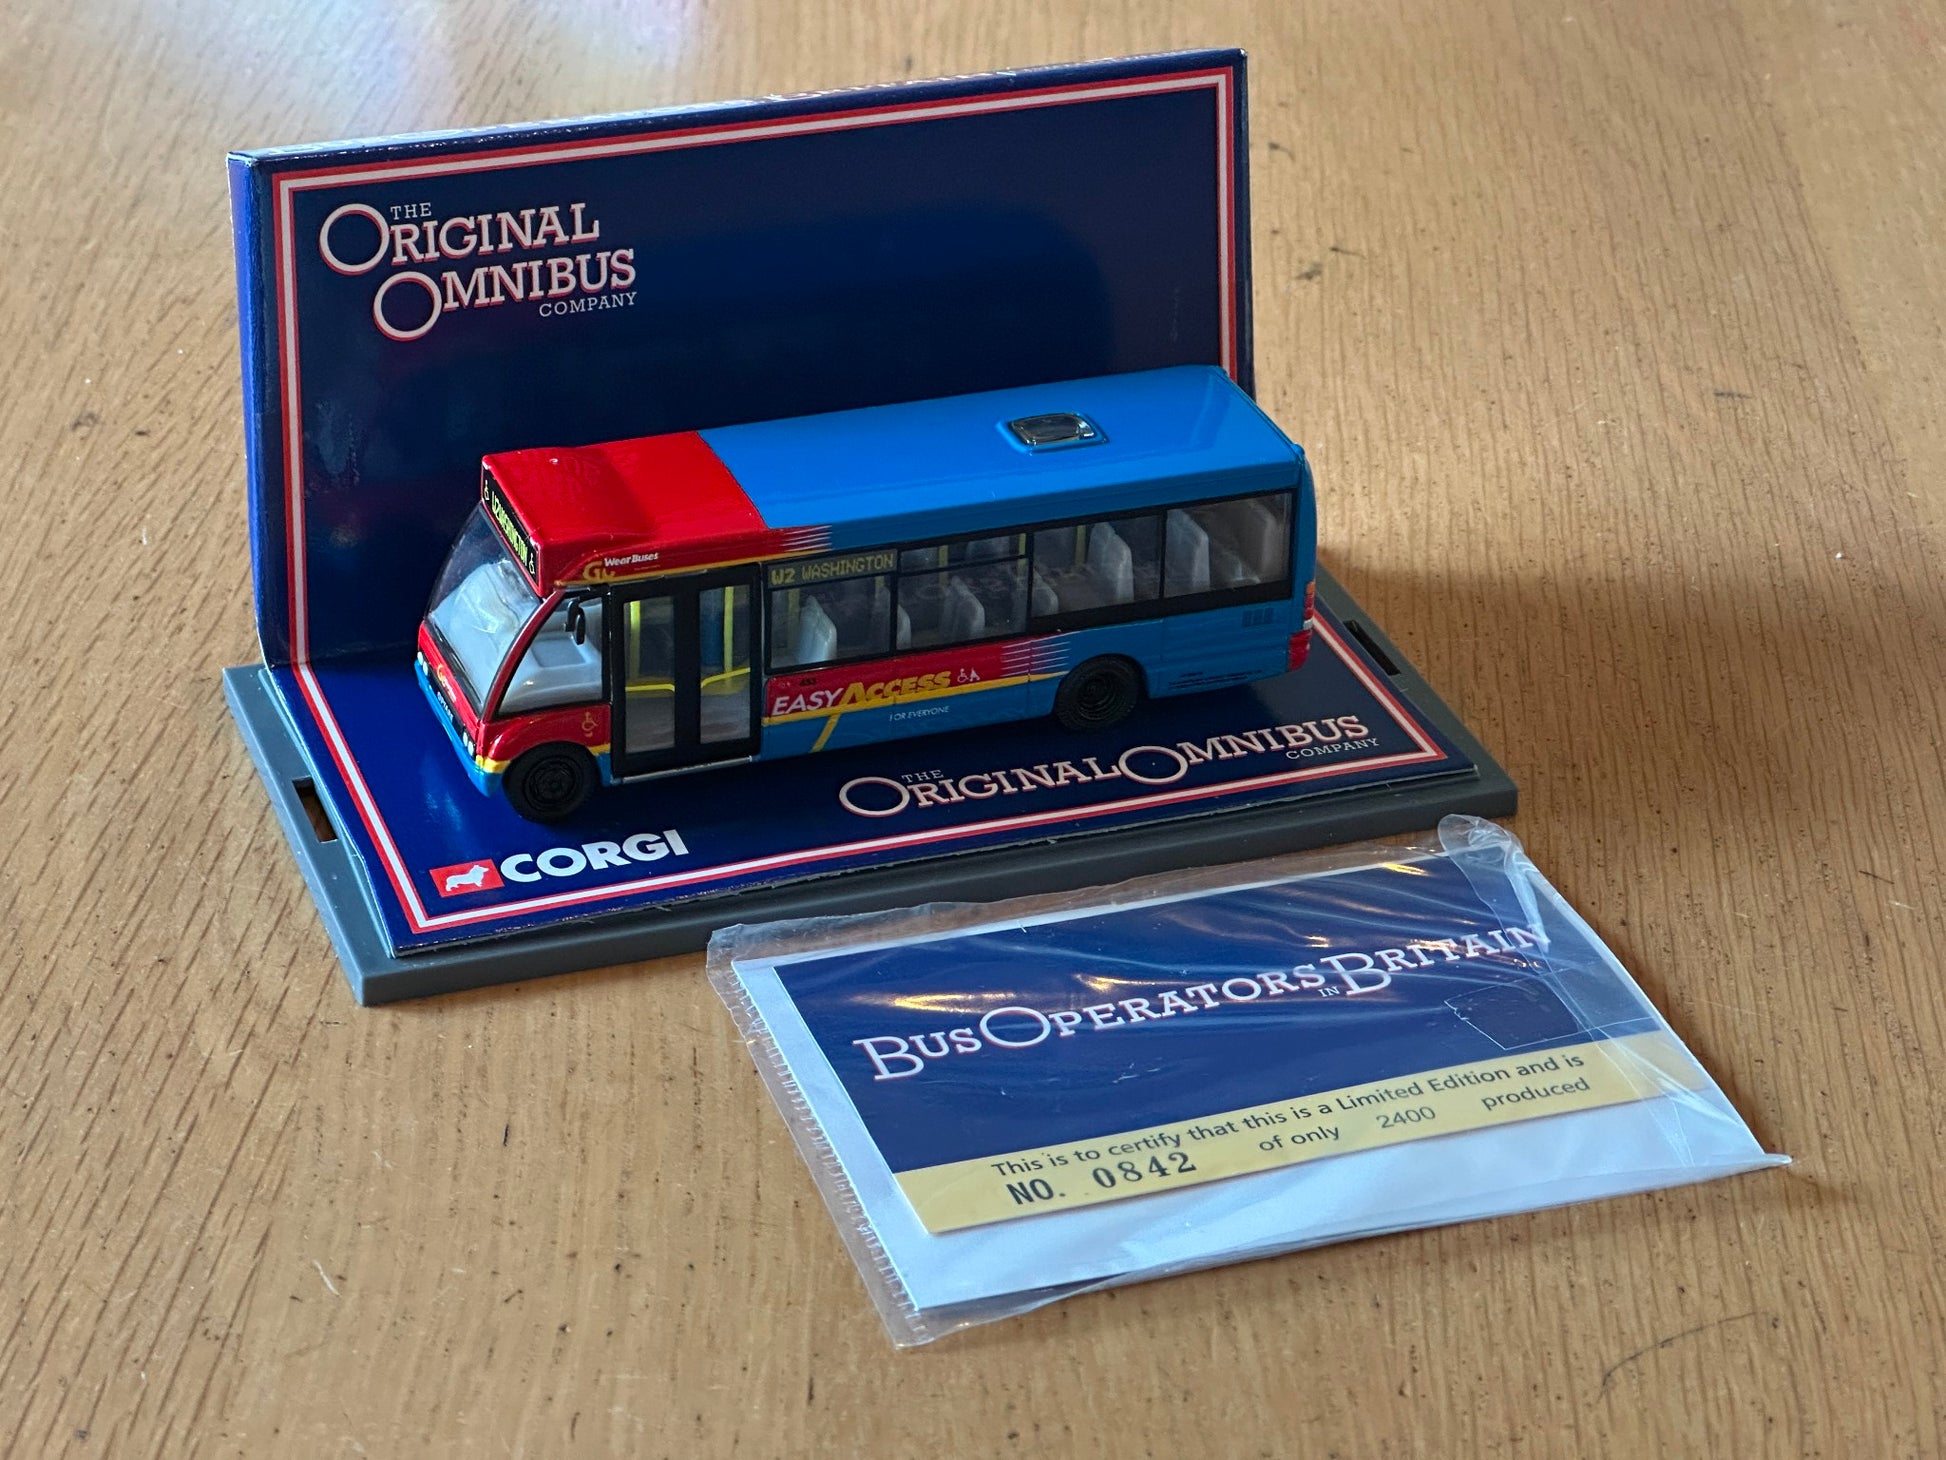 THE
ORIGINAL
OMNIBUS
COMPANY
W2 WASHINGTON
Wear Buses
W2 WASHINGTON
EASY ACCESS
FOR EVERYONE
THE ORIGINAL OMNIBUS COMPANY
CORGI
BUS OPERATORS IN BRITAIN
This is to certify that this is a Limited Edition and is
of only 2400 produced
NO. 0842